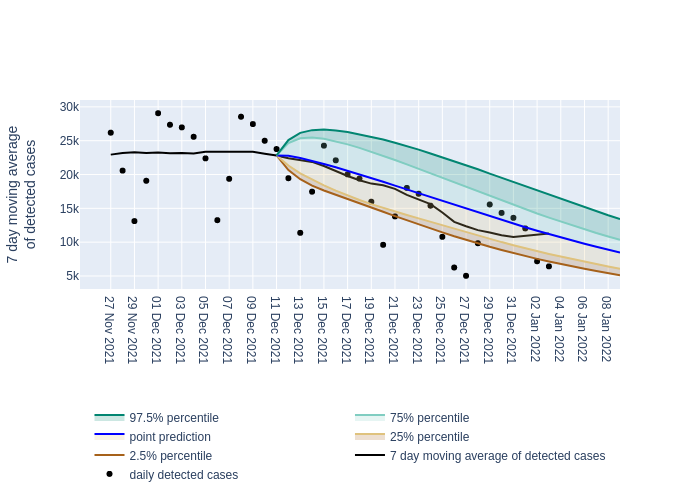 7 day moving average
of detected cases
30k
25k
20k
15k
10k
5k
27 Nov 2021
29 Nov 2021
01 Dec 2021
03 Dec 2021
05 Dec 2021
07 Dec 2021
09 Dec 2021
11 Dec 2021
13 Dec 2021
15 Dec 2021
17 Dec 2021
19 Dec 2021
21 Dec 2021
23 Dec 2021
25 Dec 2021
27 Dec 2021
29 Dec 2021
31 Dec 2021
02 Jan 2022
04 Jan 2022
06 Jan 2022
08 Jan 2022
97.5% percentile
75% percentile
point prediction
25% percentile
2.5% percentile
7 day moving average of detected cases
daily detected cases